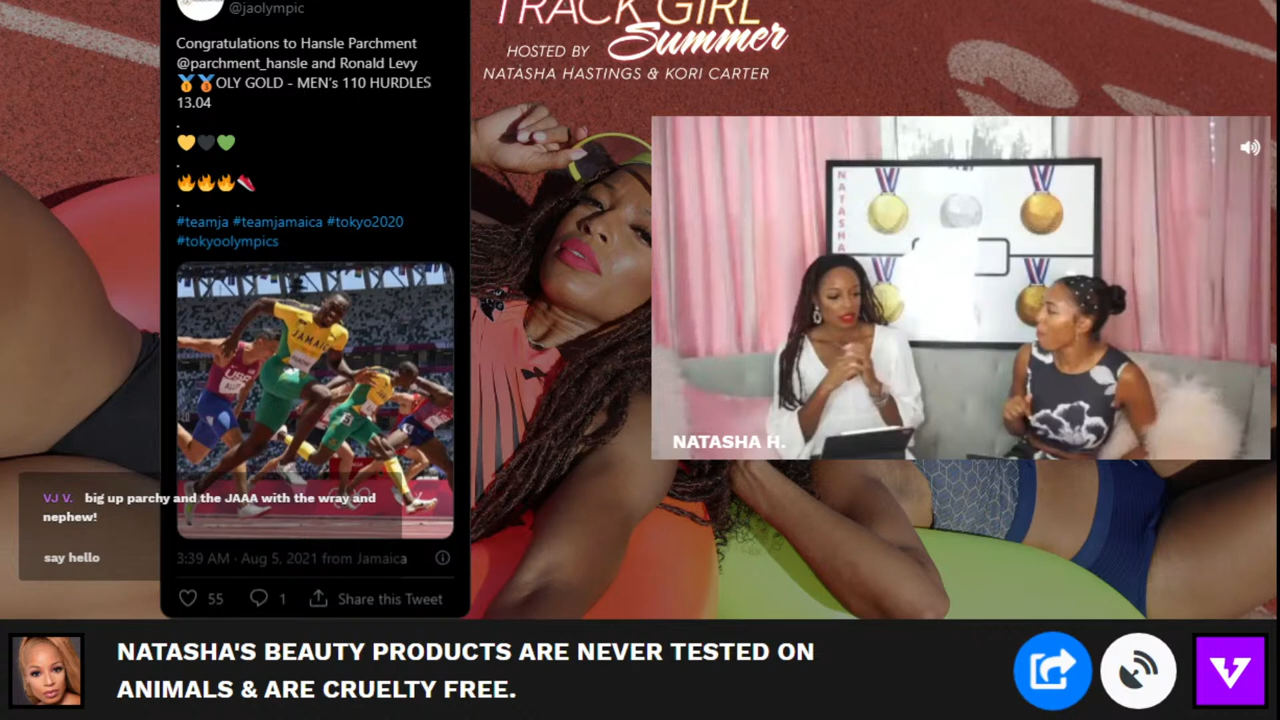 @jaolympic
Congratulations to Hansle Parchment
@parchment_hansle and Ronald Levy
🥇🥉OLY GOLD - MEN's 110 HURDLES
13.04
.
💛🖤💚
.
🔥🔥🔥👟
.
#teamja #teamjamaica #tokyo2020
#tokyoolympics
JAMAICA
USA
3:39 AM · Aug 5, 2021 from Jamaica
55
1
Share this Tweet
VJ V. big up parchy and the JAAA with the wray and
nephew!
say hello
TRACK GIRL
Summer
HOSTED BY
NATASHA HASTINGS & KORI CARTER
NATASHA
NATASHA H.
NATASHA'S BEAUTY PRODUCTS ARE NEVER TESTED ON
ANIMALS & ARE CRUELTY FREE.